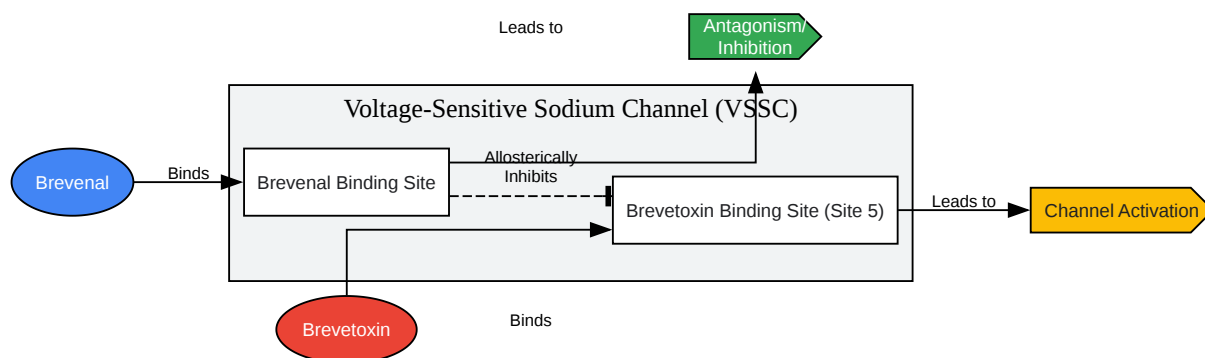 Leads to
Antagonism/
Inhibition
Voltage-Sensitive Sodium Channel (VSSC)
Brevenal
Binds
Brevenal Binding Site
Allosterically
Inhibits
Brevetoxin Binding Site (Site 5)
Leads to
Channel Activation
Brevetoxin
Binds